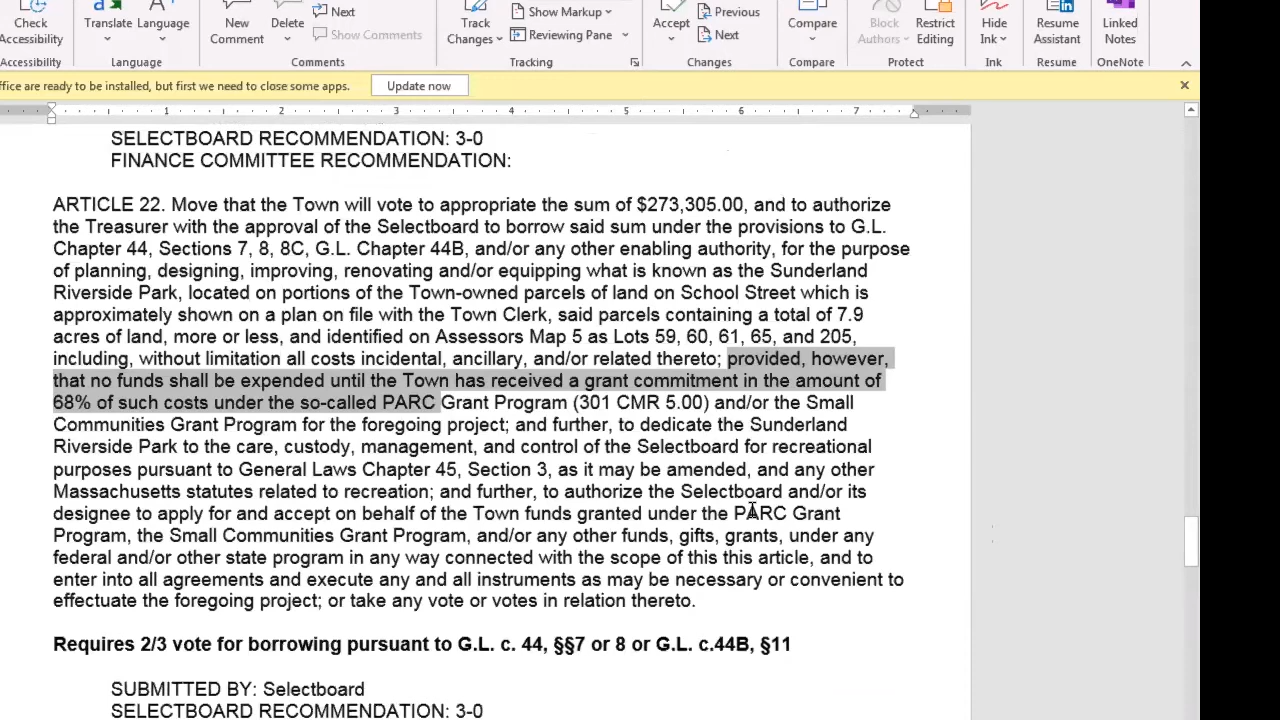 Check
Accessibility
Translate
Language
New
Comment
Delete
Next
Show Comments
Track
Changes
Show Markup
Reviewing Pane
Accept
Previous
Next
Compare
Block
Authors
Restrict
Editing
Hide
Ink
Resume
Assistant
Linked
Notes
Accessibility
Language
Comments
Tracking
Changes
Compare
Protect
Ink
Resume
OneNote
ffice are ready to be installed, but first we need to close some apps.
Update now
1 2 3 4 5 6 7
SELECTBOARD RECOMMENDATION: 3-0
FINANCE COMMITTEE RECOMMENDATION:
ARTICLE 22. Move that the Town will vote to appropriate the sum of $273,305.00, and to authorize
the Treasurer with the approval of the Selectboard to borrow said sum under the provisions to G.L.
Chapter 44, Sections 7, 8, 8C, G.L. Chapter 44B, and/or any other enabling authority, for the purpose
of planning, designing, improving, renovating and/or equipping what is known as the Sunderland
Riverside Park, located on portions of the Town-owned parcels of land on School Street which is
approximately shown on a plan on file with the Town Clerk, said parcels containing a total of 7.9
acres of land, more or less, and identified on Assessors Map 5 as Lots 59, 60, 61, 65, and 205,
including, without limitation all costs incidental, ancillary, and/or related thereto; provided, however,
that no funds shall be expended until the Town has received a grant commitment in the amount of
68% of such costs under the so-called PARC Grant Program (301 CMR 5.00) and/or the Small
Communities Grant Program for the foregoing project; and further, to dedicate the Sunderland
Riverside Park to the care, custody, management, and control of the Selectboard for recreational
purposes pursuant to General Laws Chapter 45, Section 3, as it may be amended, and any other
Massachusetts statutes related to recreation; and further, to authorize the Selectboard and/or its
designee to apply for and accept on behalf of the Town funds granted under the PARC Grant
Program, the Small Communities Grant Program, and/or any other funds, gifts, grants, under any
federal and/or other state program in any way connected with the scope of this this article, and to
enter into all agreements and execute any and all instruments as may be necessary or convenient to
effectuate the foregoing project; or take any vote or votes in relation thereto.
Requires 2/3 vote for borrowing pursuant to G.L. c. 44, §§7 or 8 or G.L. c.44B, §11
SUBMITTED BY: Selectboard
SELECTBOARD RECOMMENDATION: 3-0